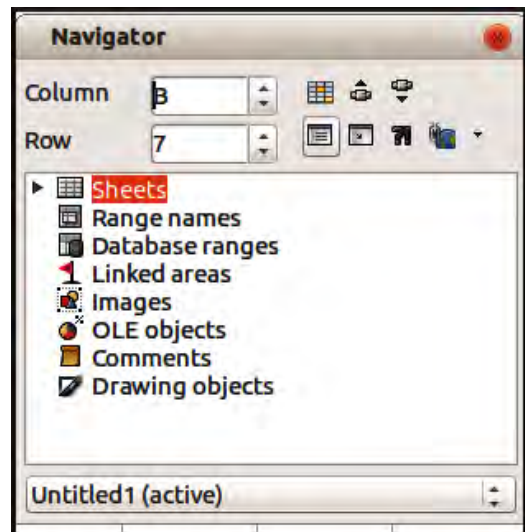 Navigator
Column B
Row 7
Sheets
Range names
Database ranges
Linked areas
Images
OLE objects
Comments
Drawing objects
Untitled1 (active)